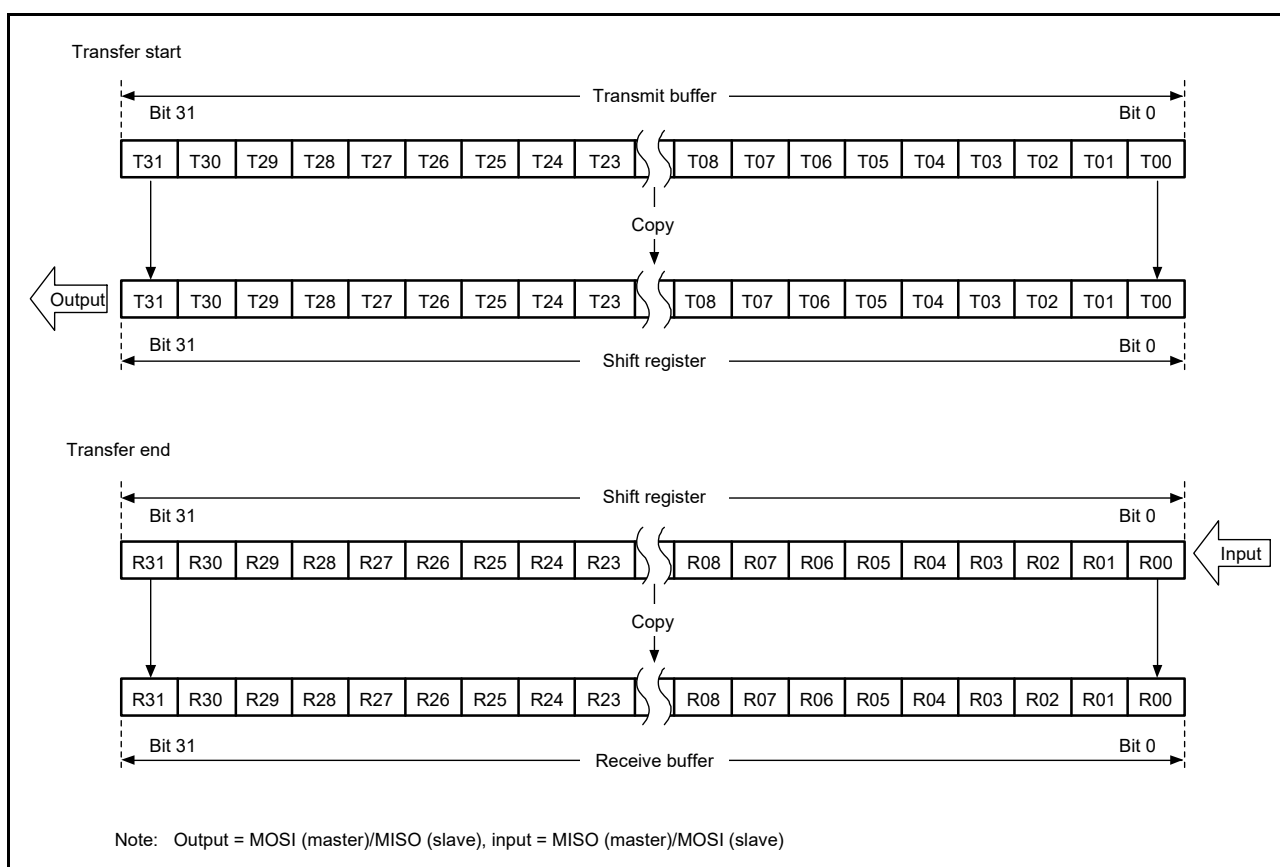 Transfer start
Transmit buffer
Bit 31 Bit 0
T31 T30 T29 T28 T27 T26 T25 T24 T23 T08 T07 T06 T05 T04 T03 T02 T01 T00
Copy
Output T31 T30 T29 T28 T27 T26 T25 T24 T23 T08 T07 T06 T05 T04 T03 T02 T01 T00
Bit 31 Bit 0
Shift register
Transfer end
Shift register
Bit 31 Bit 0
R31 R30 R29 R28 R27 R26 R25 R24 R23 R08 R07 R06 R05 R04 R03 R02 R01 R00 Input
Copy
R31 R30 R29 R28 R27 R26 R25 R24 R23 R08 R07 R06 R05 R04 R03 R02 R01 R00
Bit 31 Bit 0
Receive buffer
Note: Output = MOSI (master)/MISO (slave), input = MISO (master)/MOSI (slave)